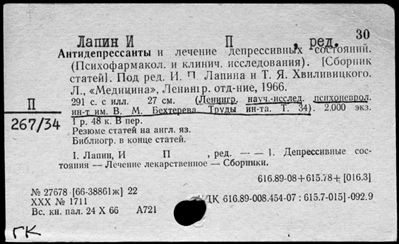 30
Лапин И П , ред.
Антидепрессанты и лечение депрессивных состояний.
(Психофармакол. и клинич. исследования). [Сборник
статей]. Под ред. И. П. Лапина и Т. Я. Хвиливицкого.
Л., «Медицина», Ленингр. отд-ние, 1966.
П
267/34
291 с. с илл. 27 см. (Ленингр. науч.-исслед. психоневрол.
ин-т им. В. М. Бехтерева. Труды ин-та. Т. 34). 2.000 экз.
1 р. 48 к. В пер.
Резюме статей на англ. яз.
Библиогр. в конце статей.
I. Лапин, И П , ред. — — 1. Депрессивные сос-
тояния — Лечение лекарственное — Сборники.
616.89-08+615.78+[016.3]
№ 27678 [66-38861ж] 22
XXX № 1711
УДК 616.89-008.454-07 : 615.7-015]-092.9
Вс. кн. пал. 24 X 66 А721
ГК